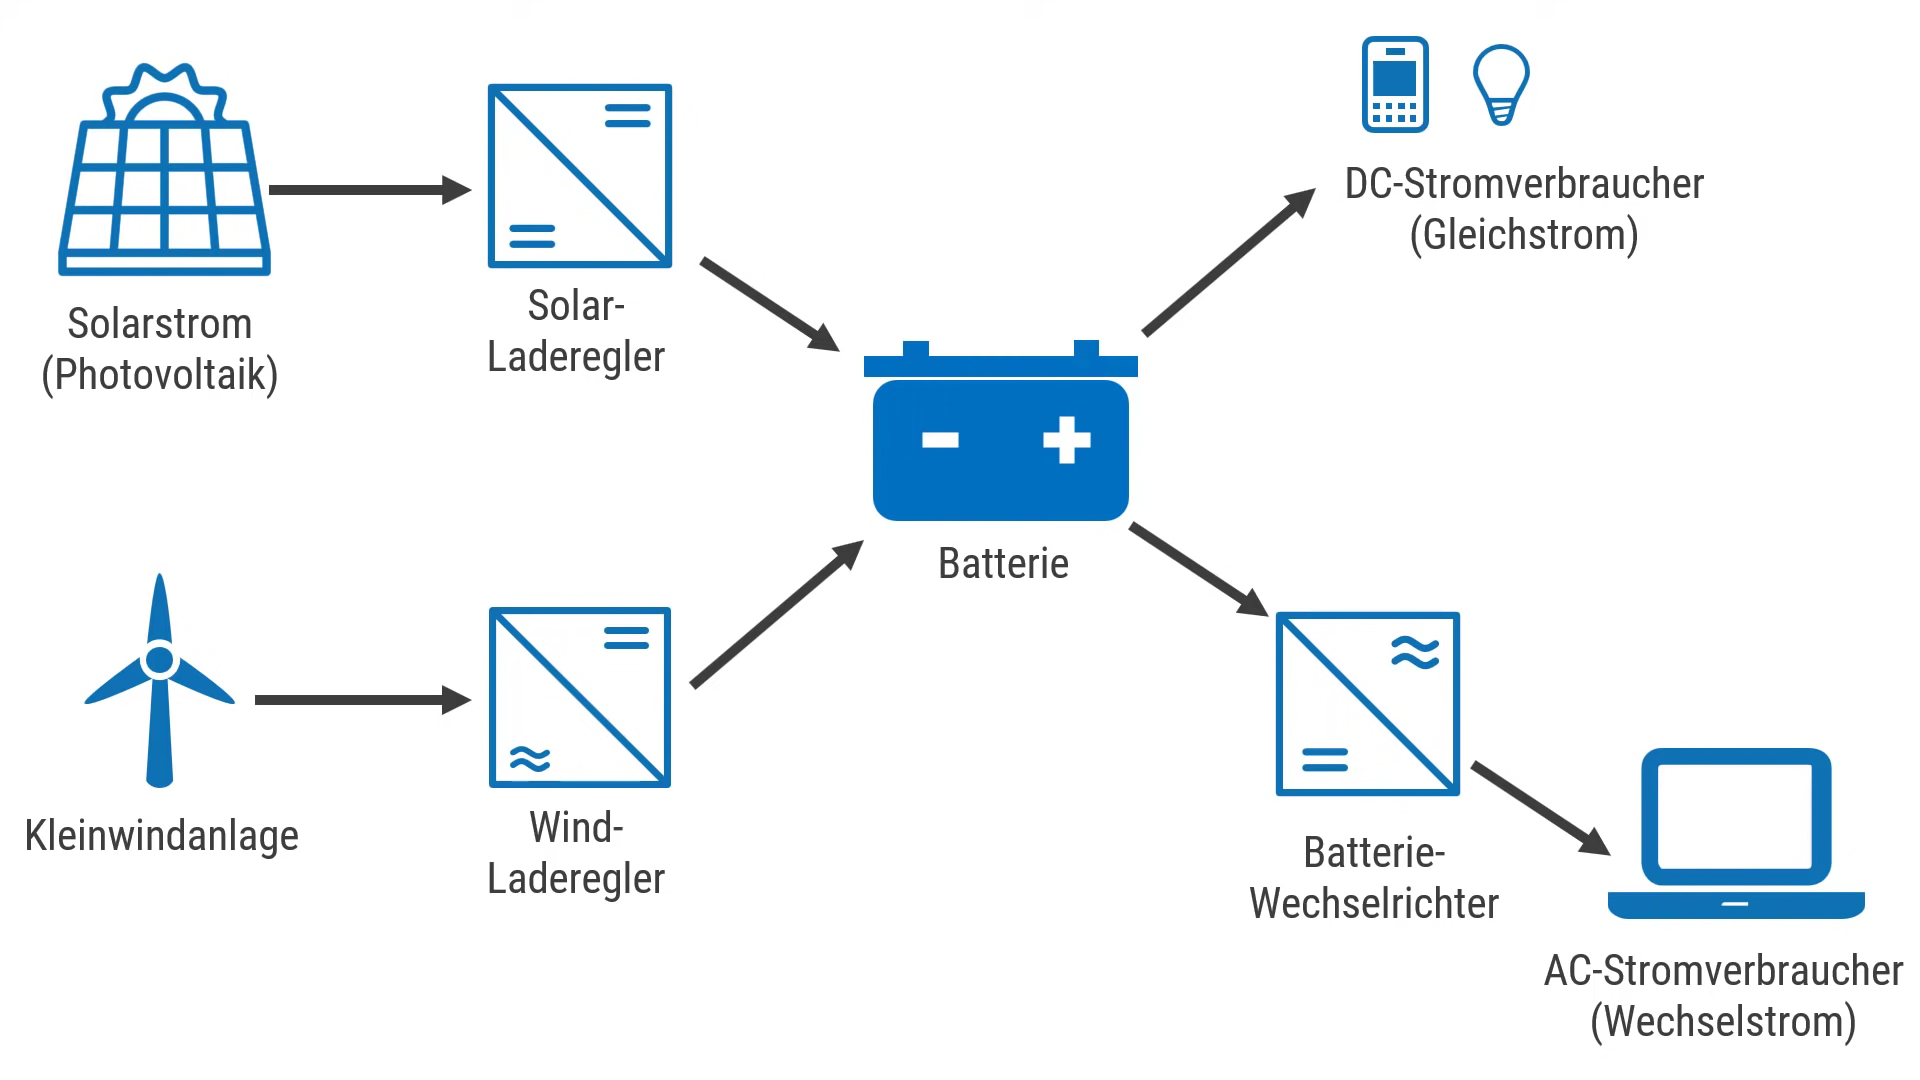 Solarstrom
(Photovoltaik)
Solar-
Laderegler
DC-Stromverbraucher
(Gleichstrom)
Batterie
Kleinwindanlage
Wind-
Laderegler
Batterie-
Wechselrichter
AC-Stromverbraucher
(Wechselstrom)